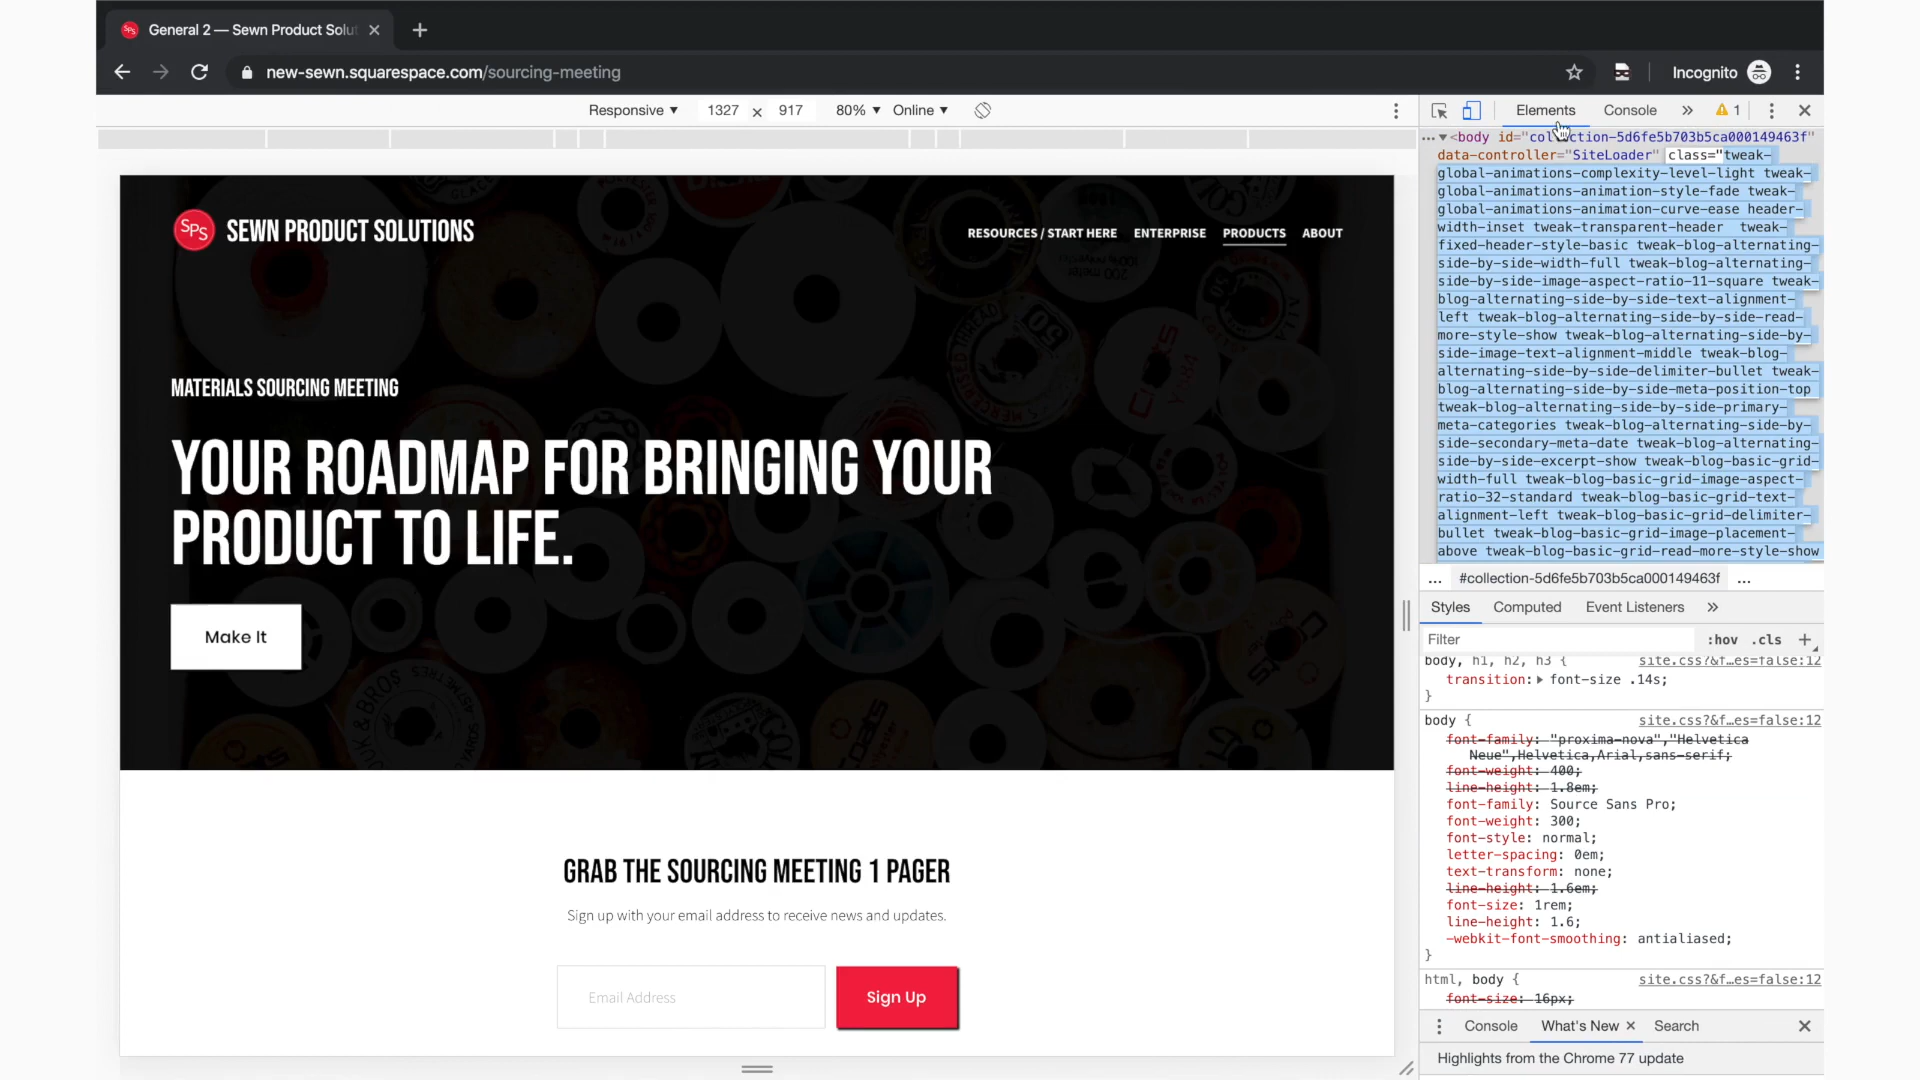 General 2 — Sewn Product Solut
new-sewn.squarespace.com/sourcing-meeting
Incognito
Responsive ▼ 1327 x 917 80% ▼ Online ▼
Elements Console » 1
SPS SEWN PRODUCT SOLUTIONS
RESOURCES / START HERE ENTERPRISE PRODUCTS ABOUT
MATERIALS SOURCING MEETING
YOUR ROADMAP FOR BRINGING YOUR
PRODUCT TO LIFE.
Make It
GRAB THE SOURCING MEETING 1 PAGER
Sign up with your email address to receive news and updates.
Email Address
Sign Up
… ▼<body id="collection-5d6fe5b703b5ca000149463f"
data-controller="SiteLoader" class="tweak-
global-animations-complexity-level-light tweak-
global-animations-animation-style-fade tweak-
global-animations-animation-curve-ease header-
width-inset tweak-transparent-header tweak-
fixed-header-style-basic tweak-blog-alternating-
side-by-side-width-full tweak-blog-alternating-
side-by-side-image-aspect-ratio-11-square tweak-
blog-alternating-side-by-side-text-alignment-
left tweak-blog-alternating-side-by-side-read-
more-style-show tweak-blog-alternating-side-by-
side-image-text-alignment-middle tweak-blog-
alternating-side-by-side-delimiter-bullet tweak-
blog-alternating-side-by-side-meta-position-top
tweak-blog-alternating-side-by-side-primary-
meta-categories tweak-blog-alternating-side-by-
side-secondary-meta-date tweak-blog-alternating-
side-by-side-excerpt-show tweak-blog-basic-grid-
width-full tweak-blog-basic-grid-image-aspect-
ratio-32-standard tweak-blog-basic-grid-text-
alignment-left tweak-blog-basic-grid-delimiter-
bullet tweak-blog-basic-grid-image-placement-
above tweak-blog-basic-grid-read-more-style-show
… #collection-5d6fe5b703b5ca000149463f …
Styles Computed Event Listeners »
Filter :hov .cls +
body, h1, h2, h3 { site.css?&f…es=false:12
transition: ▶ font-size .14s;
}
body { site.css?&f…es=false:12
font-family: "proxima-nova","Helvetica
Neue",Helvetica,Arial,sans-serif;
font-weight: 400;
line-height: 1.8em;
font-family: Source Sans Pro;
font-weight: 300;
font-style: normal;
letter-spacing: 0em;
text-transform: none;
line-height: 1.6em;
font-size: 1rem;
line-height: 1.6;
-webkit-font-smoothing: antialiased;
}
html, body { site.css?&f…es=false:12
font-size: 16px;
Console What's New × Search
Highlights from the Chrome 77 update